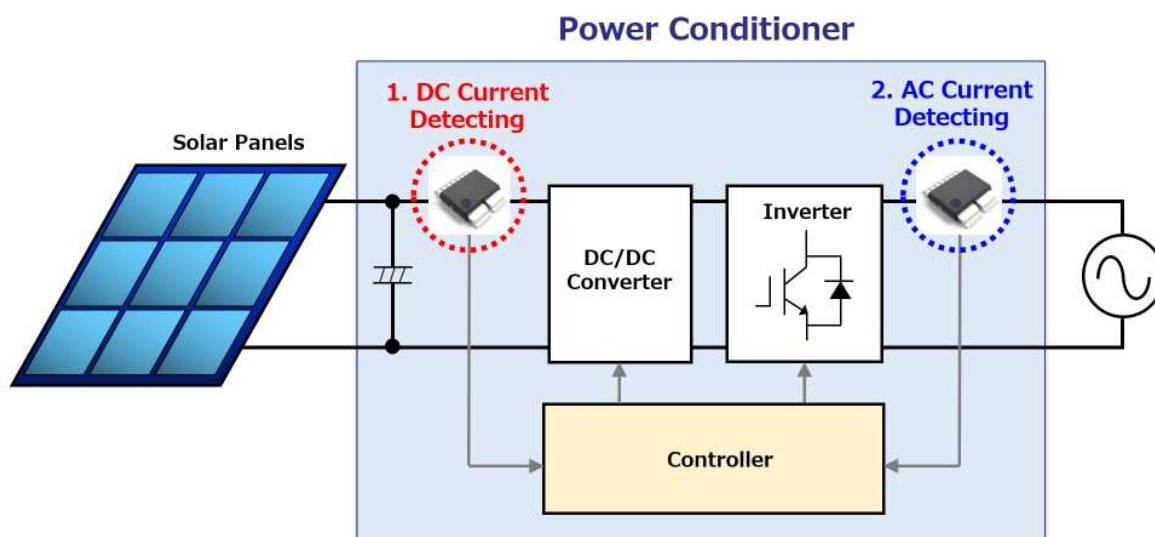 Power Conditioner
1. DC Current
Detecting
2. AC Current
Detecting
Solar Panels
DC/DC
Converter
Inverter
Controller